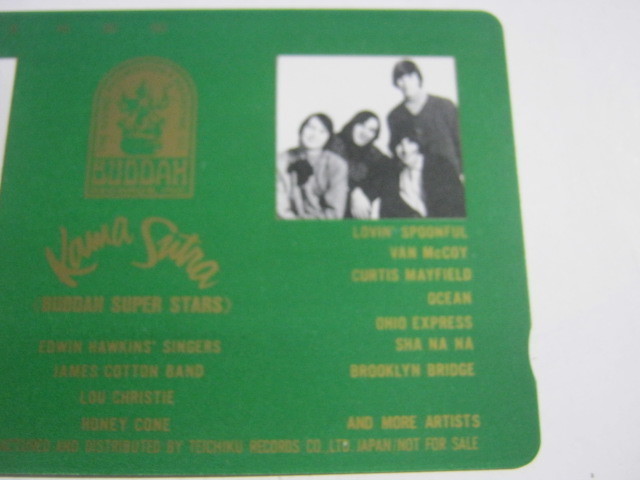 BUDDAH
RECORDS INC.
Kama Sutra
(BUDDAH SUPER STARS)
EDWIN HAWKINS' SINGERS
JAMES COTTON BAND
LOU CHRISTIE
HONEY CONE
LOVIN' SPOONFUL
VAN McCOY
CURTIS MAYFIELD
OCEAN
OHIO EXPRESS
SHA NA NA
BROOKLYN BRIDGE
AND MORE ARTISTS
AND DISTRIBUTED BY TEICHIKU RECORDS CO., LTD. JAPAN/NOT FOR SALE